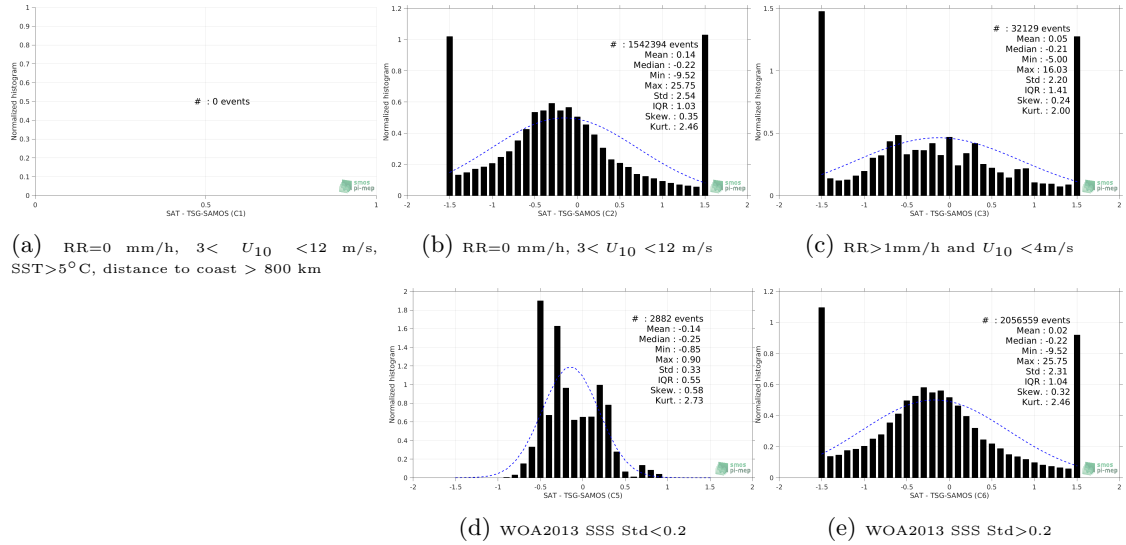 Normalized histogram
1
0.9
0.8
0.7
0.6
0.5
0.4
0.3
0.2
0.1
0
# : 0 events
smos
pi-mep
0
0.5
1
SAT - TSG-SAMOS (C1)
(a) RR=0 mm/h, 3< U10 <12 m/s,
SST>5°C, distance to coast > 800 km
Normalized histogram
1.2
1
0.8
0.6
0.4
0.2
0
# : 1542394 events
Mean : 0.14
Median : -0.22
Min : -9.52
Max : 25.75
Std : 2.54
IQR : 1.03
Skew. : 0.35
Kurt. : 2.46
smos
pi-mep
-2
-1.5
-1
-0.5
0
0.5
1
1.5
2
SAT - TSG-SAMOS (C2)
(b) RR=0 mm/h, 3< U10 <12 m/s
Normalized histogram
1.5
1
0.5
0
# : 32129 events
Mean : 0.05
Median : -0.21
Min : -5.00
Max : 16.03
Std : 2.20
IQR : 1.41
Skew. : 0.24
Kurt. : 2.00
smos
pi-mep
-2
-1.5
-1
-0.5
0
0.5
1
1.5
2
SAT - TSG-SAMOS (C3)
(c) RR>1mm/h and U10 <4m/s
Normalized histogram
2
1.8
1.6
1.4
1.2
1
0.8
0.6
0.4
0.2
0
# : 2882 events
Mean : -0.14
Median : -0.25
Min : -0.85
Max : 0.90
Std : 0.33
IQR : 0.55
Skew. : 0.58
Kurt. : 2.73
smos
pi-mep
-2
-1.5
-1
-0.5
0
0.5
1
1.5
2
SAT - TSG-SAMOS (C5)
(d) WOA2013 SSS Std<0.2
Normalized histogram
1.2
1
0.8
0.6
0.4
0.2
0
# : 2056559 events
Mean : 0.02
Median : -0.22
Min : -9.52
Max : 25.75
Std : 2.31
IQR : 1.04
Skew. : 0.32
Kurt. : 2.46
smos
pi-mep
-2
-1.5
-1
-0.5
0
0.5
1
1.5
2
SAT - TSG-SAMOS (C6)
(e) WOA2013 SSS Std>0.2